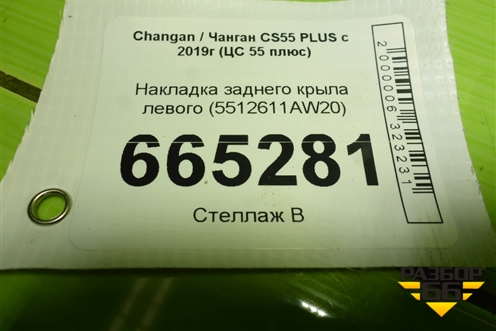 Changan / Чанган CS55 PLUS с
2019г (ЦС 55 плюс)
Накладка заднего крыла
левого (5512611AW20)
665281
Стеллаж В
2000006323231
РАЗБОР
66